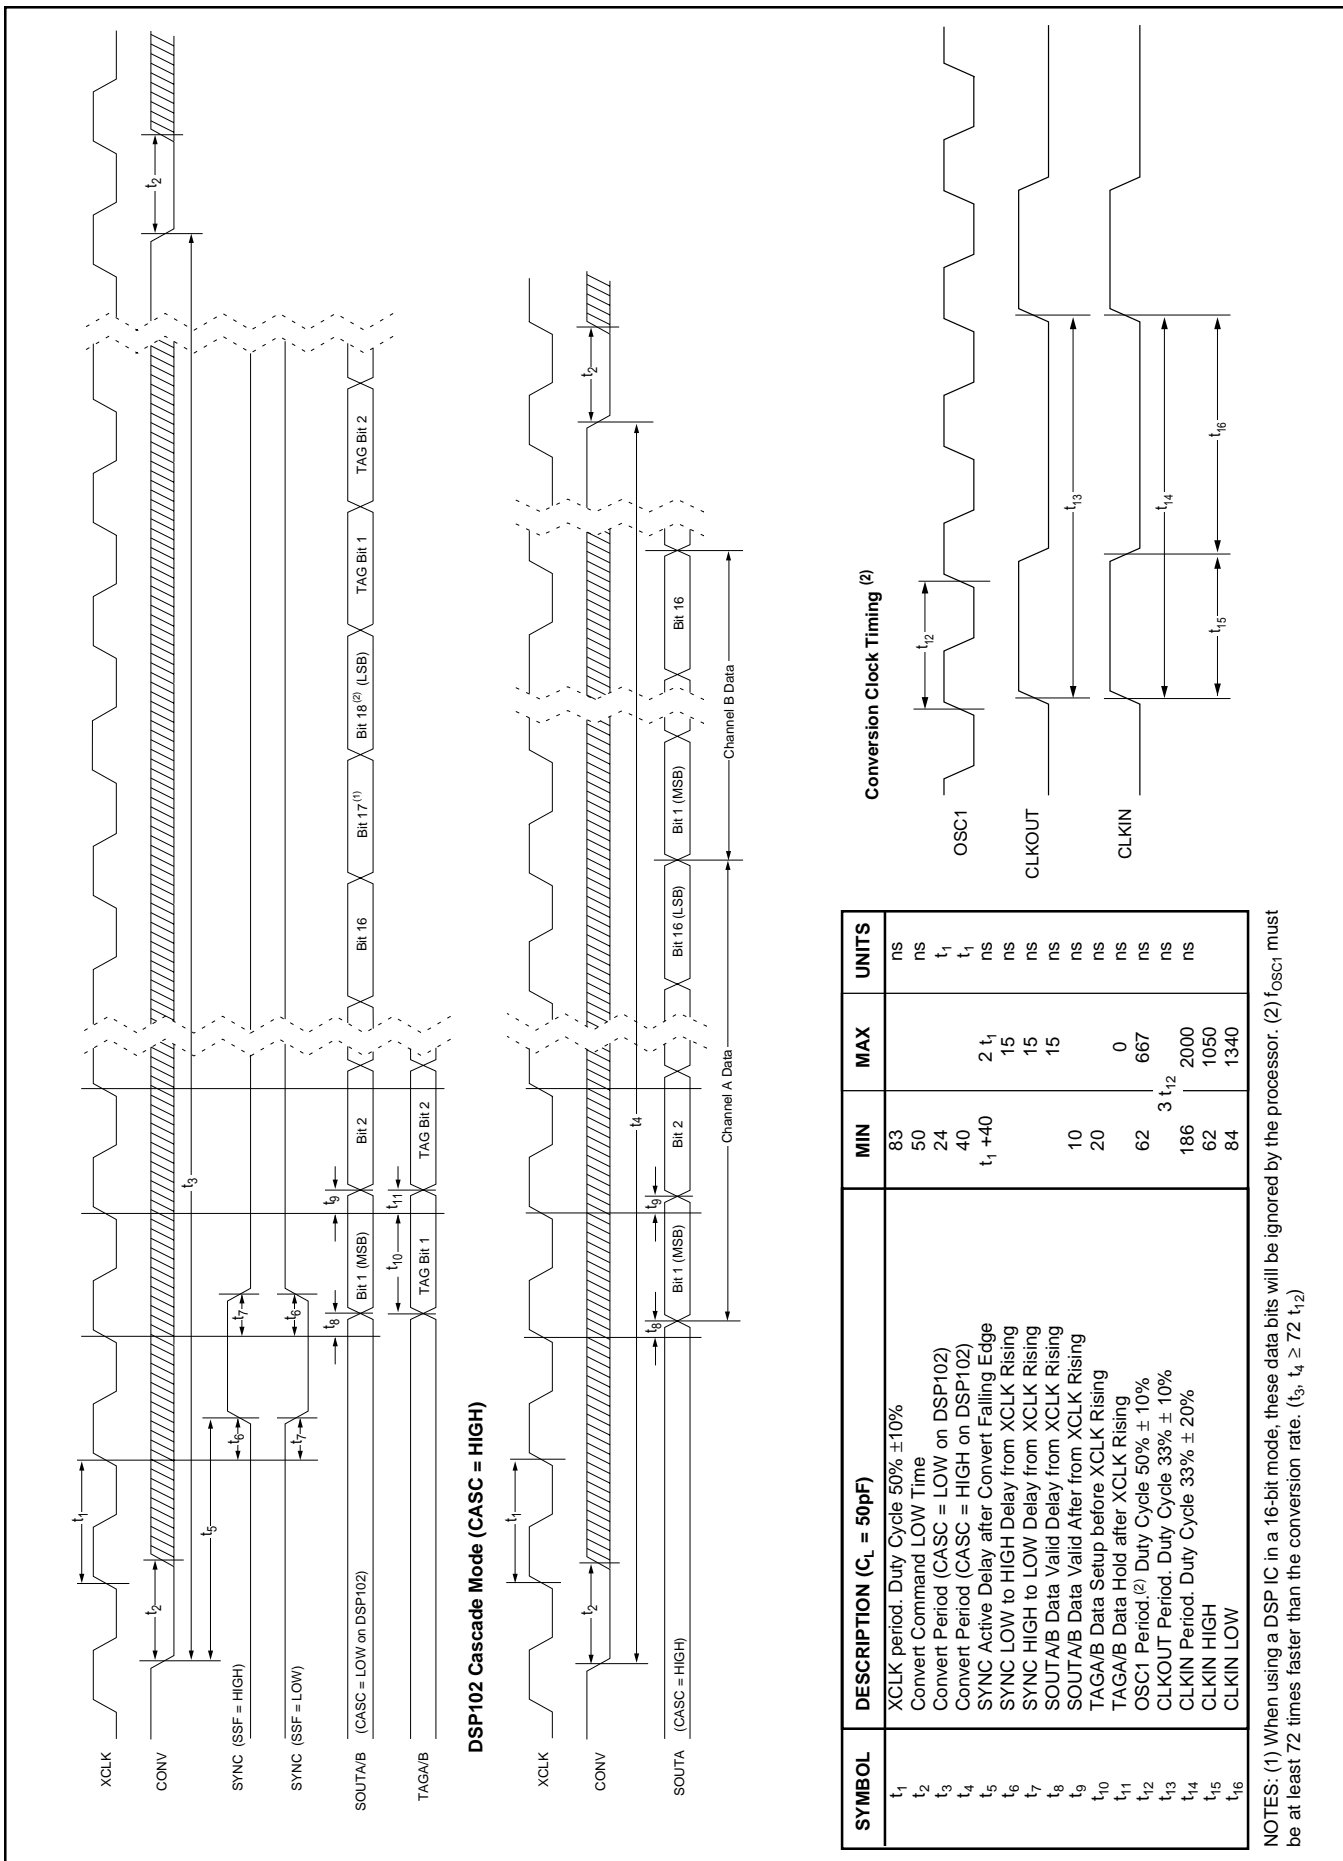 XCLK
t1
CONV
t2
t2
t3
t5
SYNC (SSF = HIGH)
t6
t7
SYNC (SSF = LOW)
t7
t6
SOUTA/B (CASC = LOW on DSP102)
t8
t9
Bit 1 (MSB)
Bit 2
Bit 16
Bit 17(1)
Bit 18(2) (LSB)
TAG Bit 1
TAG Bit 2
TAGA/B
t10
t11
TAG Bit 1
TAG Bit 2
DSP102 Cascade Mode (CASC = HIGH)
XCLK
t1
CONV
t2
t2
t4
SOUTA (CASC = HIGH)
t8
t9
Bit 1 (MSB)
Bit 2
Bit 16 (LSB)
Bit 1 (MSB)
Bit 16
Channel A Data
Channel B Data
SYMBOL DESCRIPTION (CL = 50pF) MIN MAX UNITS
t1 XCLK period. Duty Cycle 50% ±10% 83 ns
t2 Convert Command LOW Time 50 ns
t3 Convert Period (CASC = LOW on DSP102) 24 t1
t4 Convert Period (CASC = HIGH on DSP102) 40 t1
t5 SYNC Active Delay after Convert Falling Edge t1 +40 2 t1 ns
t6 SYNC LOW to HIGH Delay from XCLK Rising 15 ns
t7 SYNC HIGH to LOW Delay from XCLK Rising 15 ns
t8 SOUTA/B Data Valid Delay from XCLK Rising 15 ns
t9 SOUTA/B Data Valid After from XCLK Rising 10 ns
t10 TAGA/B Data Setup before XCLK Rising 20 ns
t11 TAGA/B Data Hold after XCLK Rising 0 ns
t12 OSC1 Period.(2) Duty Cycle 50% ± 10% 62 667 ns
t13 CLKOUT Period. Duty Cycle 33% ± 10% 3 t12 ns
t14 CLKIN Period. Duty Cycle 33% ± 20% 186 2000 ns
t15 CLKIN HIGH 62 1050
t16 CLKIN LOW 84 1340
NOTES: (1) When using a DSP IC in a 16-bit mode, these data bits will be ignored by the processor. (2) fOSC1 must
be at least 72 times faster than the conversion rate. (t3, t4 ≥ 72 t12)
Conversion Clock Timing (2)
OSC1
t12
CLKOUT
t13
CLKIN
t14
t15
t16